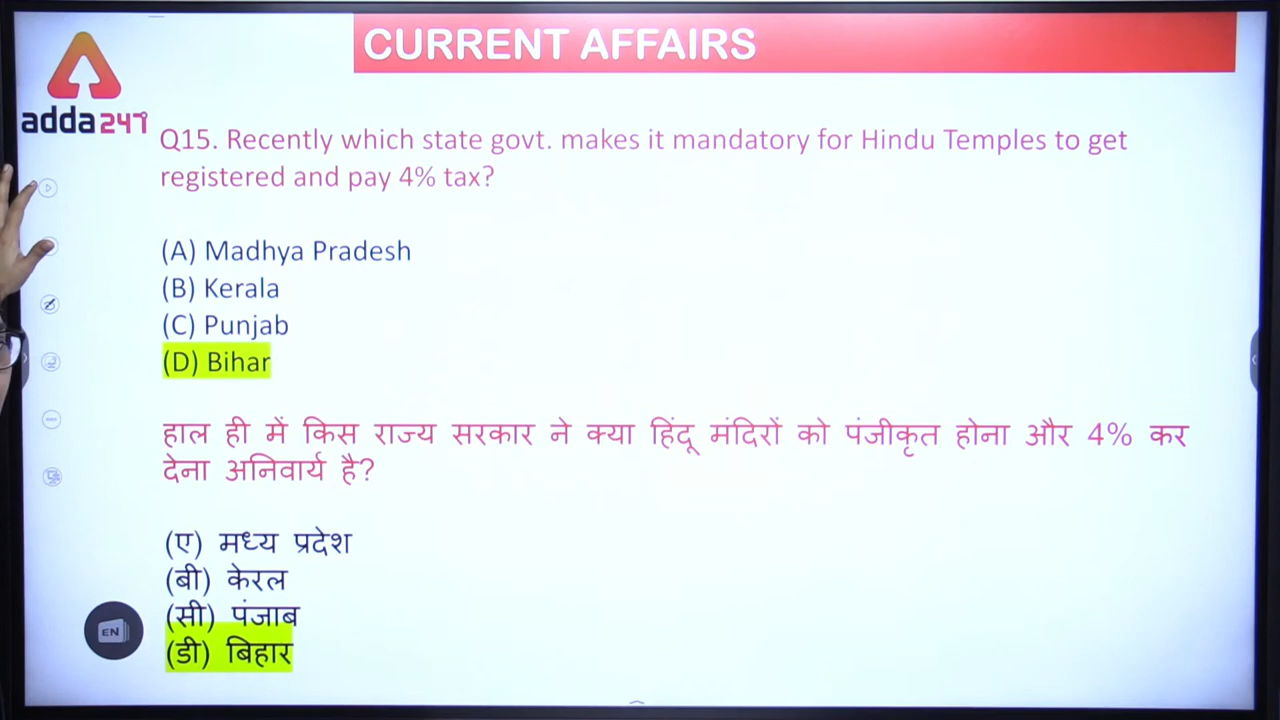 CURRENT AFFAIRS
adda247
Q15. Recently which state govt. makes it mandatory for Hindu Temples to get
registered and pay 4% tax?
(A) Madhya Pradesh
(B) Kerala
(C) Punjab
(D) Bihar
हाल ही में किस राज्य सरकार ने क्या हिंदू मंदिरों को पंजीकृत होना और 4% कर
देना अनिवार्य है?
(ए) मध्य प्रदेश
(बी) केरल
(सी) पंजाब
(डी) बिहार
EN